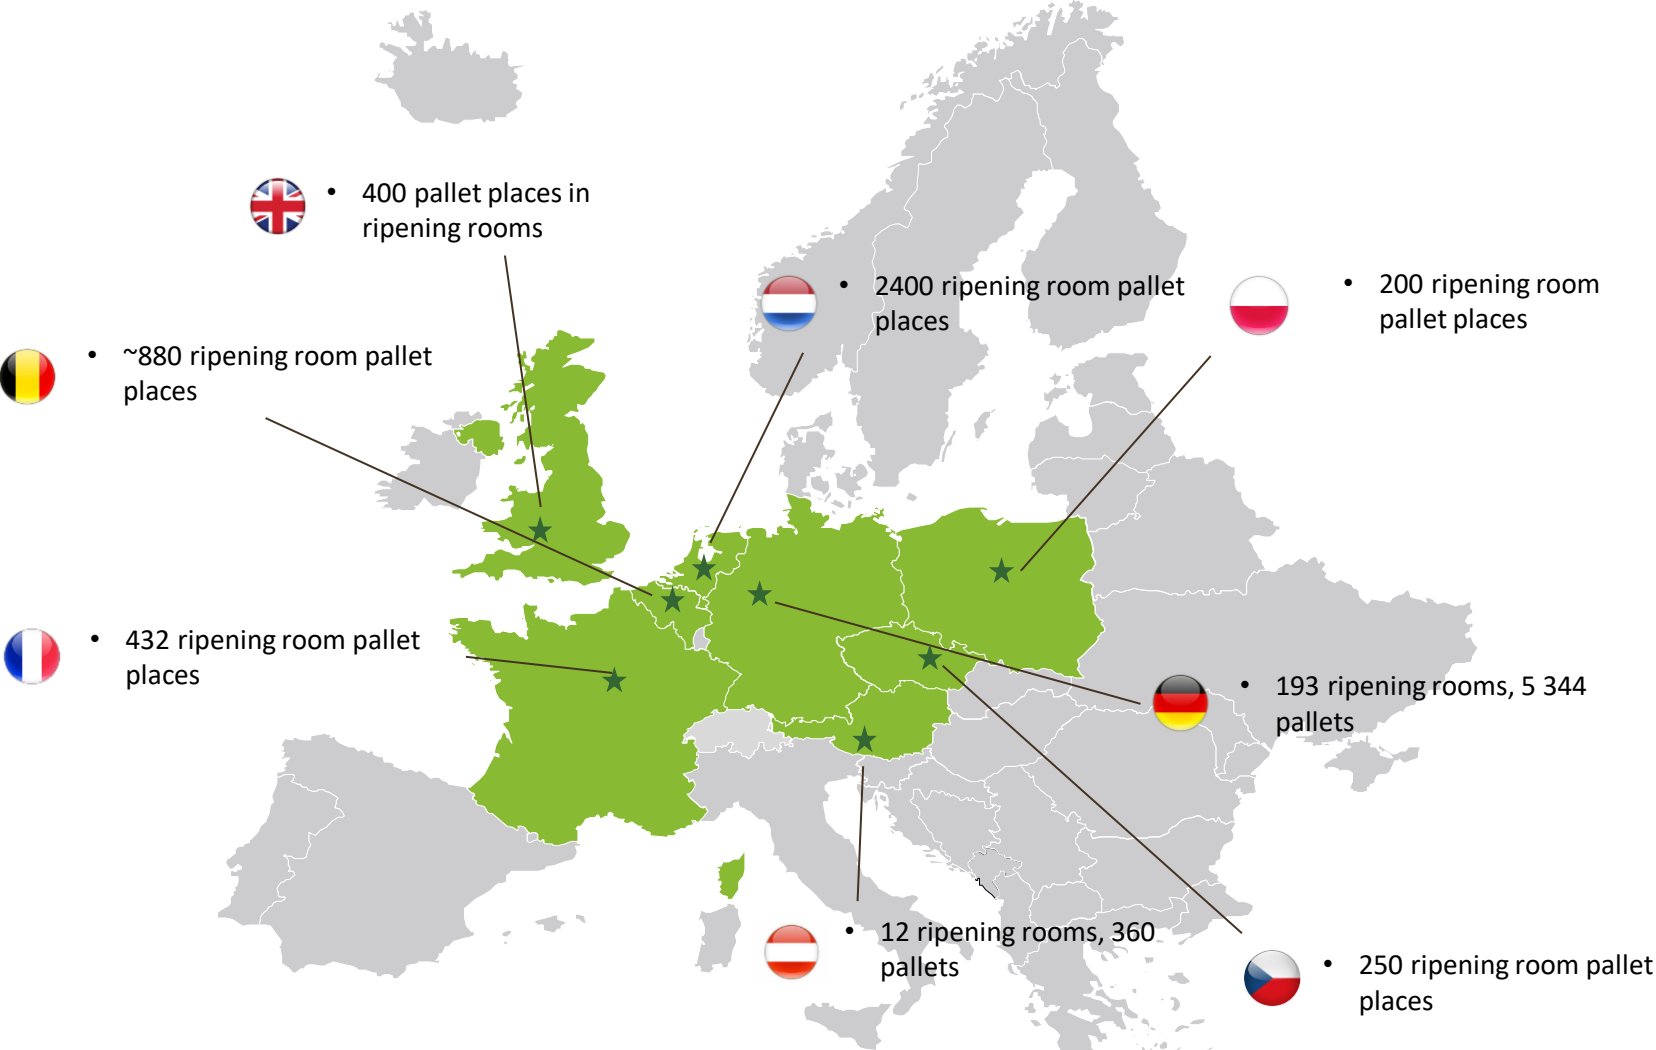 • 400 pallet places in
ripening rooms
• 2400 ripening room pallet
places
• 200 ripening room
pallet places
• ~880 ripening room pallet
places
• 432 ripening room pallet
places
• 193 ripening rooms, 5 344
pallets
• 12 ripening rooms, 360
pallets
• 250 ripening room pallet
places